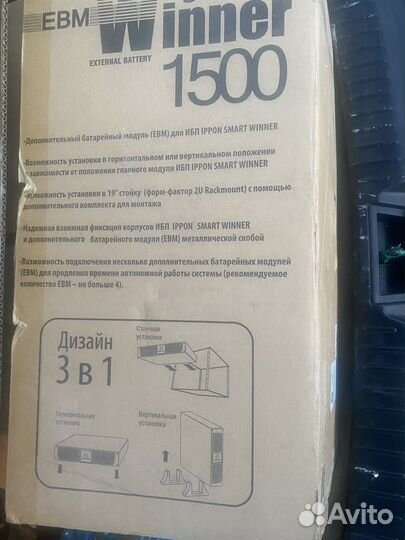 EBM Winner
EXTERNAL BATTERY
1500
-Дополнительный батарейный модуль (EBM) для ИБП IPPON SMART WINNER
-Возможность установки в горизонтальном или вертикальном положении
в зависимости от положения главного модуля ИБП IPPON SMART WINNER
-Возможность установки в 19" стойку (форм-фактор 2U Rackmount) с помощью
дополнительного комплекта для монтажа
-Надежная взаимная фиксация корпусов ИБП IPPON SMART WINNER
и дополнительного батарейного модуля (EBM) металлической скобой
-Возможность подключения нескольких дополнительных батарейных модулей
(EBM) для продления времени автономной работы системы (рекомендуемое
количество EBM – не больше 4).
Дизайн
3 в 1
Стоечная
установка
Горизонтальная
установка
Вертикальная
установка
Avito